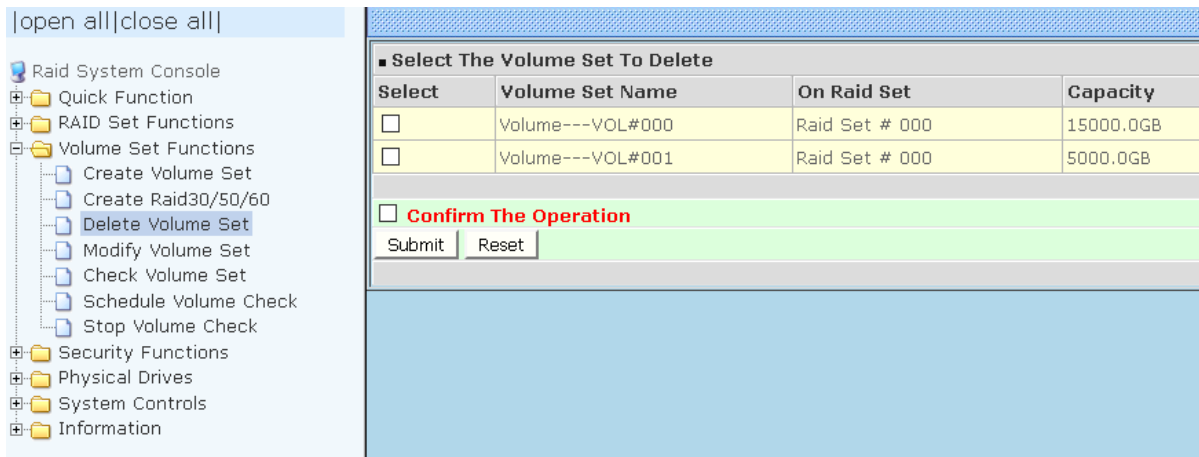 |open all|close all|
Raid System Console
Quick Function
RAID Set Functions
Volume Set Functions
Create Volume Set
Create Raid30/50/60
Delete Volume Set
Modify Volume Set
Check Volume Set
Schedule Volume Check
Stop Volume Check
Security Functions
Physical Drives
System Controls
Information
Select The Volume Set To Delete
Select Volume Set Name On Raid Set Capacity
Volume---VOL#000 Raid Set # 000 15000.0GB
Volume---VOL#001 Raid Set # 000 5000.0GB
Confirm The Operation
Submit Reset